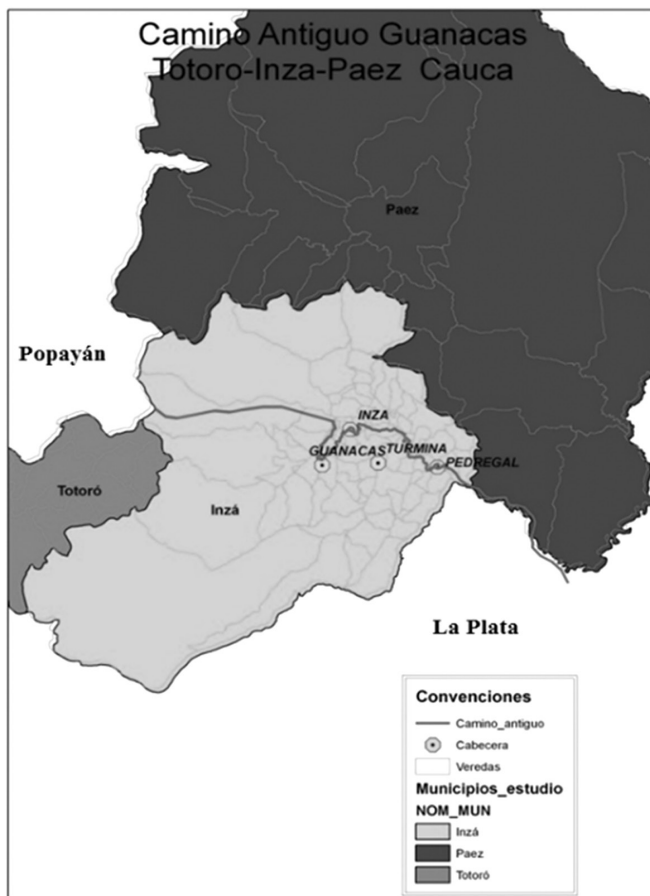 Camino Antiguo Guanacas
Totoro-Inza-Paez Cauca
Paez
Popayán
INZA
GUANACAS
TURMINA
PEDREGAL
Totoró
Inzá
La Plata
Convenciones
Camino_antiguo
Cabecera
Veredas
Municipios_estudio
NOM_MUN
Inzá
Paez
Totoró